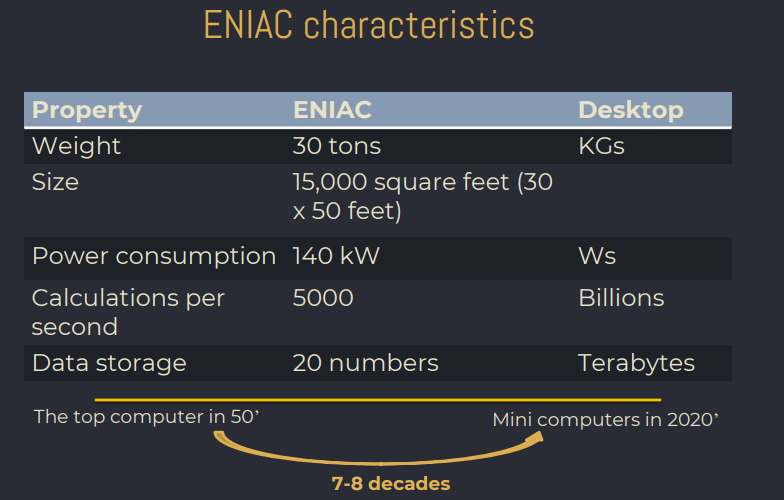 ENIAC characteristics
Property ENIAC Desktop
Weight 30 tons KGs
Size 15,000 square feet (30
x 50 feet)
Power consumption 140 kW Ws
Calculations per 5000 Billions
second
Data storage 20 numbers Terabytes
The top computer in 50’ Mini computers in 2020’
7-8 decades